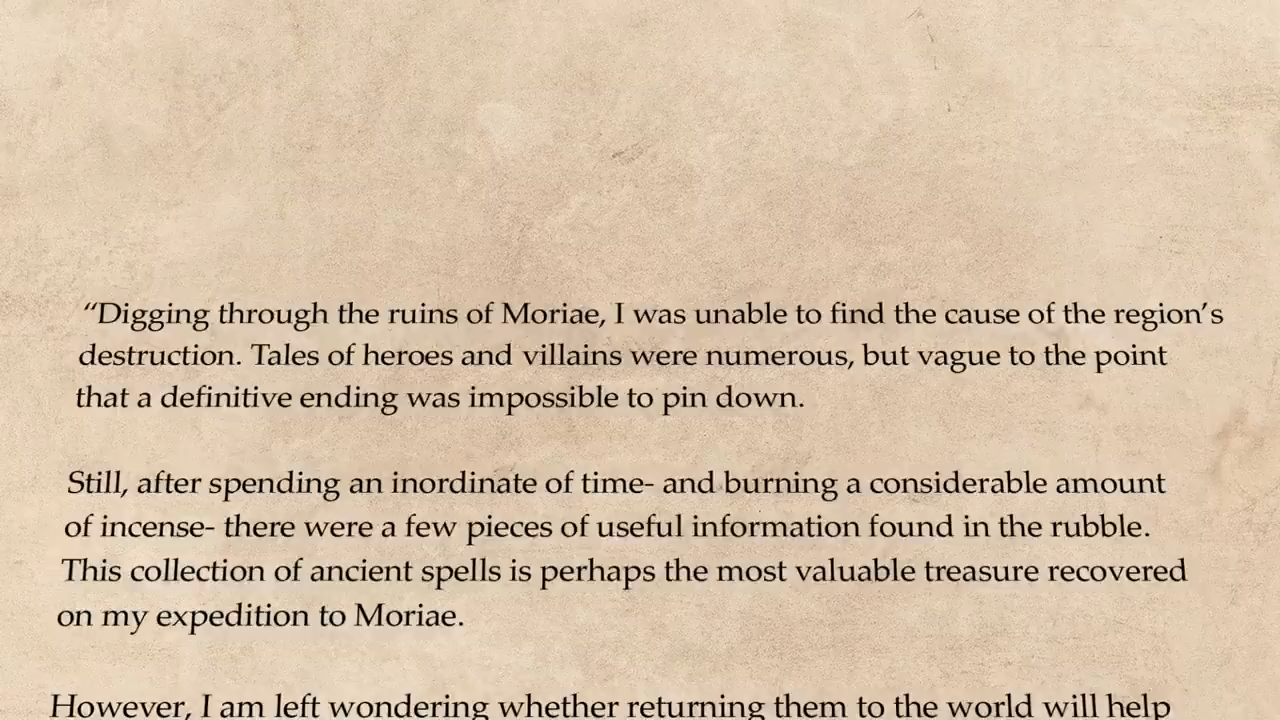 “Digging through the ruins of Moriae, I was unable to find the cause of the region’s
destruction. Tales of heroes and villains were numerous, but vague to the point
that a definitive ending was impossible to pin down.
Still, after spending an inordinate of time- and burning a considerable amount
of incense- there were a few pieces of useful information found in the rubble.
This collection of ancient spells is perhaps the most valuable treasure recovered
on my expedition to Moriae.
However, I am left wondering whether returning them to the world will help